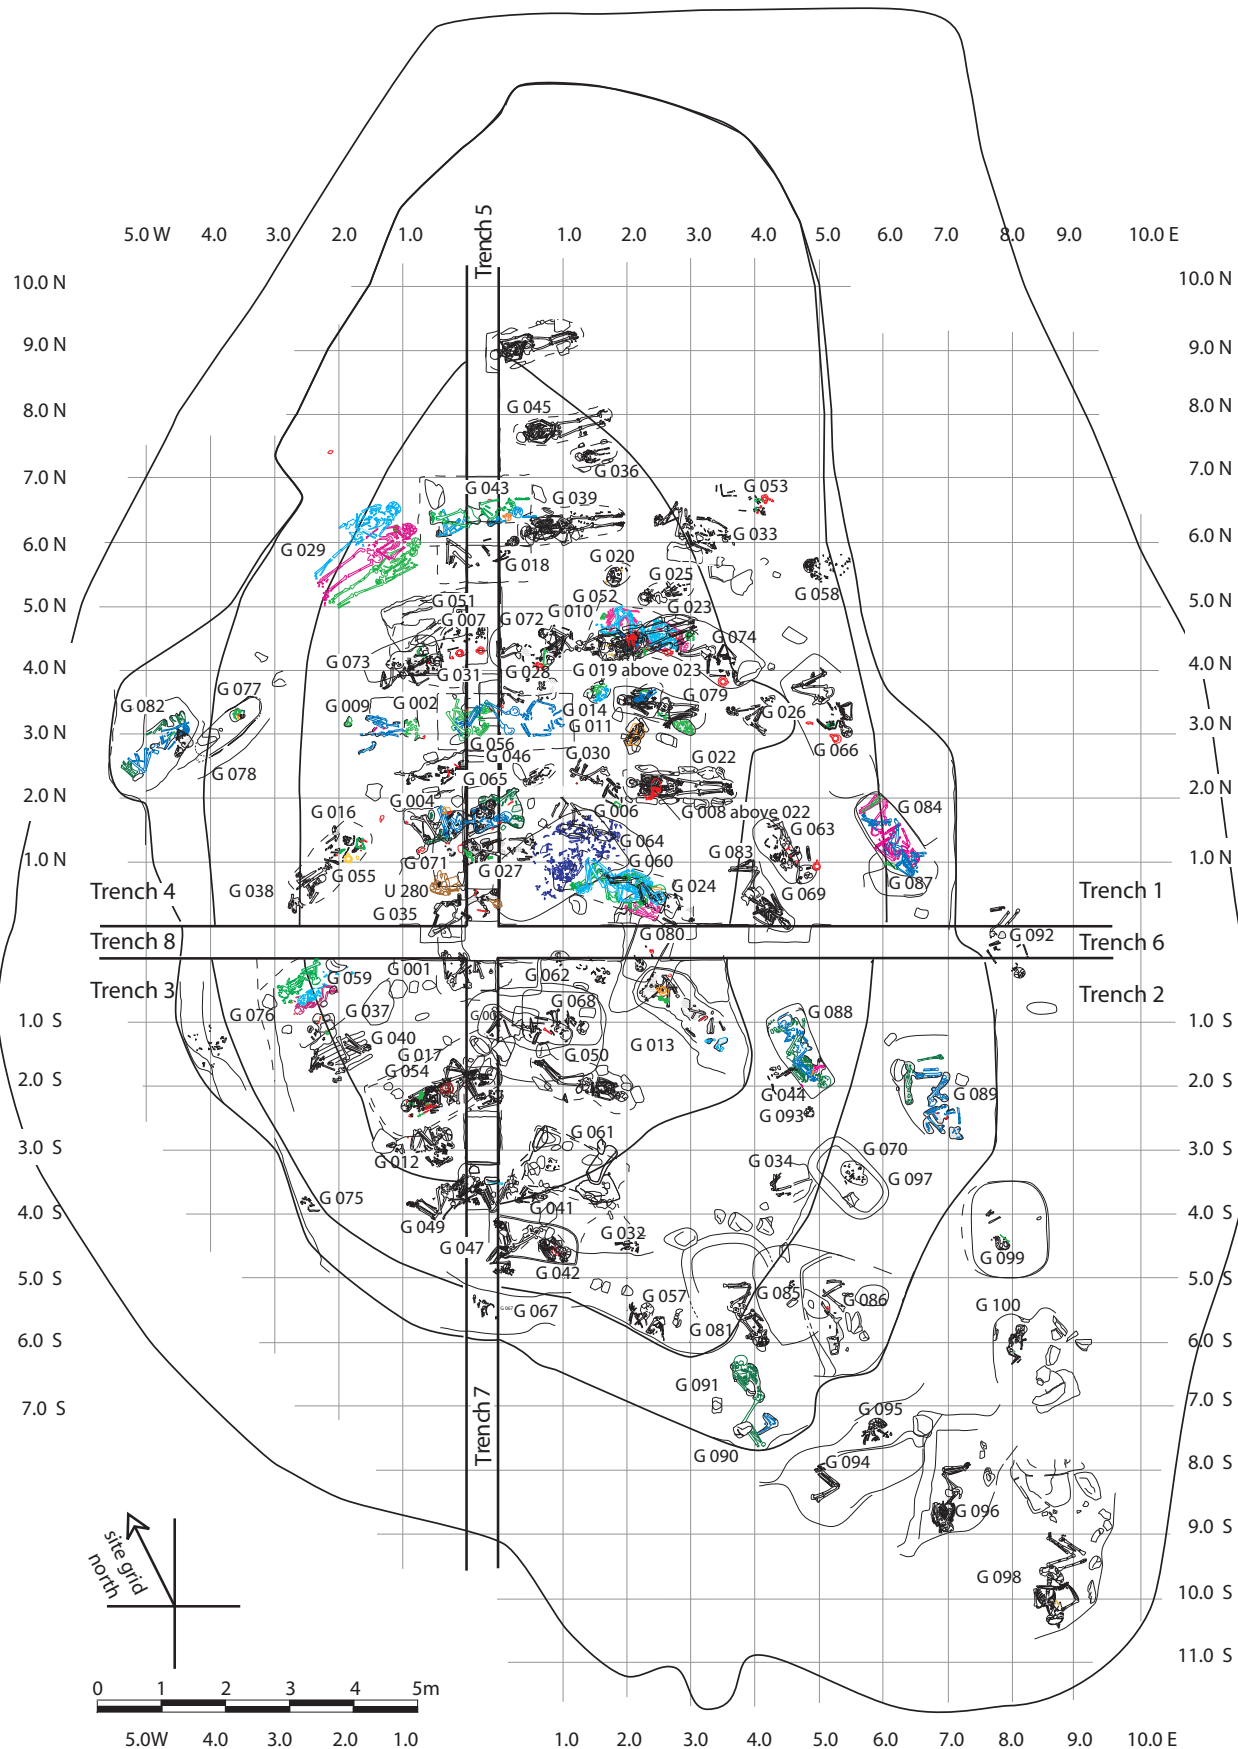 Trench 5
5.0 W 4.0 3.0 2.0 1.0 1.0 2.0 3.0 4.0 5.0 6.0 7.0 8.0 9.0 10.0 E
10.0 N 10.0 N
9.0 N 9.0 N
8.0 N G 045 8.0 N
7.0 N G 036 7.0 N
G 043 G 039 G 053
6.0 N G 029 G 018 G 033 6.0 N
G 020 G 025 G 058
5.0 N G 051 G 052 5.0 N
G 007 G 072 G 010 G 023
G 074
4.0 N G 073 G 031 G 028 G 019 above 023 4.0 N
G 082 G 077 G 009 G 002 G 014 G 079
3.0 N G 011 G 026 3.0 N
G 078 G 056 G 046 G 030 G 022 G 066
G 065
2.0 N G 016 G 004 G 006 G 008 above 022 G 084 2.0 N
G 064 G 063
1.0 N G 055 G 071 G 027 G 060 G 083 1.0 N
G 038 U 280 G 024 G 069 G 087
Trench 4 G 035 Trench 1
Trench 8 G 080 G 092 Trench 6
Trench 3 G 059 G 001 G 062 Trench 2
1.0 S G 076 G 037 G 068 G 088 1.0 S
G 040 G 017 G 050 G 013
2.0 S G 054 G 044 G 089 2.0 S
G 093
3.0 S G 012 G 061 G 034 G 070 3.0 S
G 097
G 075
4.0 S G 049 G 041 G 032 4.0 S
G 047 G 042 G 099
5.0 S G 067 G 067 G 057 G 085 G 086 G 100 5.0 S
6.0 S G 081 6.0 S
G 091
7.0 S G 095 7.0 S
Trench 7
G 090 G 094
8.0 S
G 096
9.0 S
site grid
north
G 098
10.0 S
11.0 S
0 1 2 3 4 5m
5.0W 4.0 3.0 2.0 1.0 1.0 2.0 3.0 4.0 5.0 6.0 7.0 8.0 9.0 10.0 E